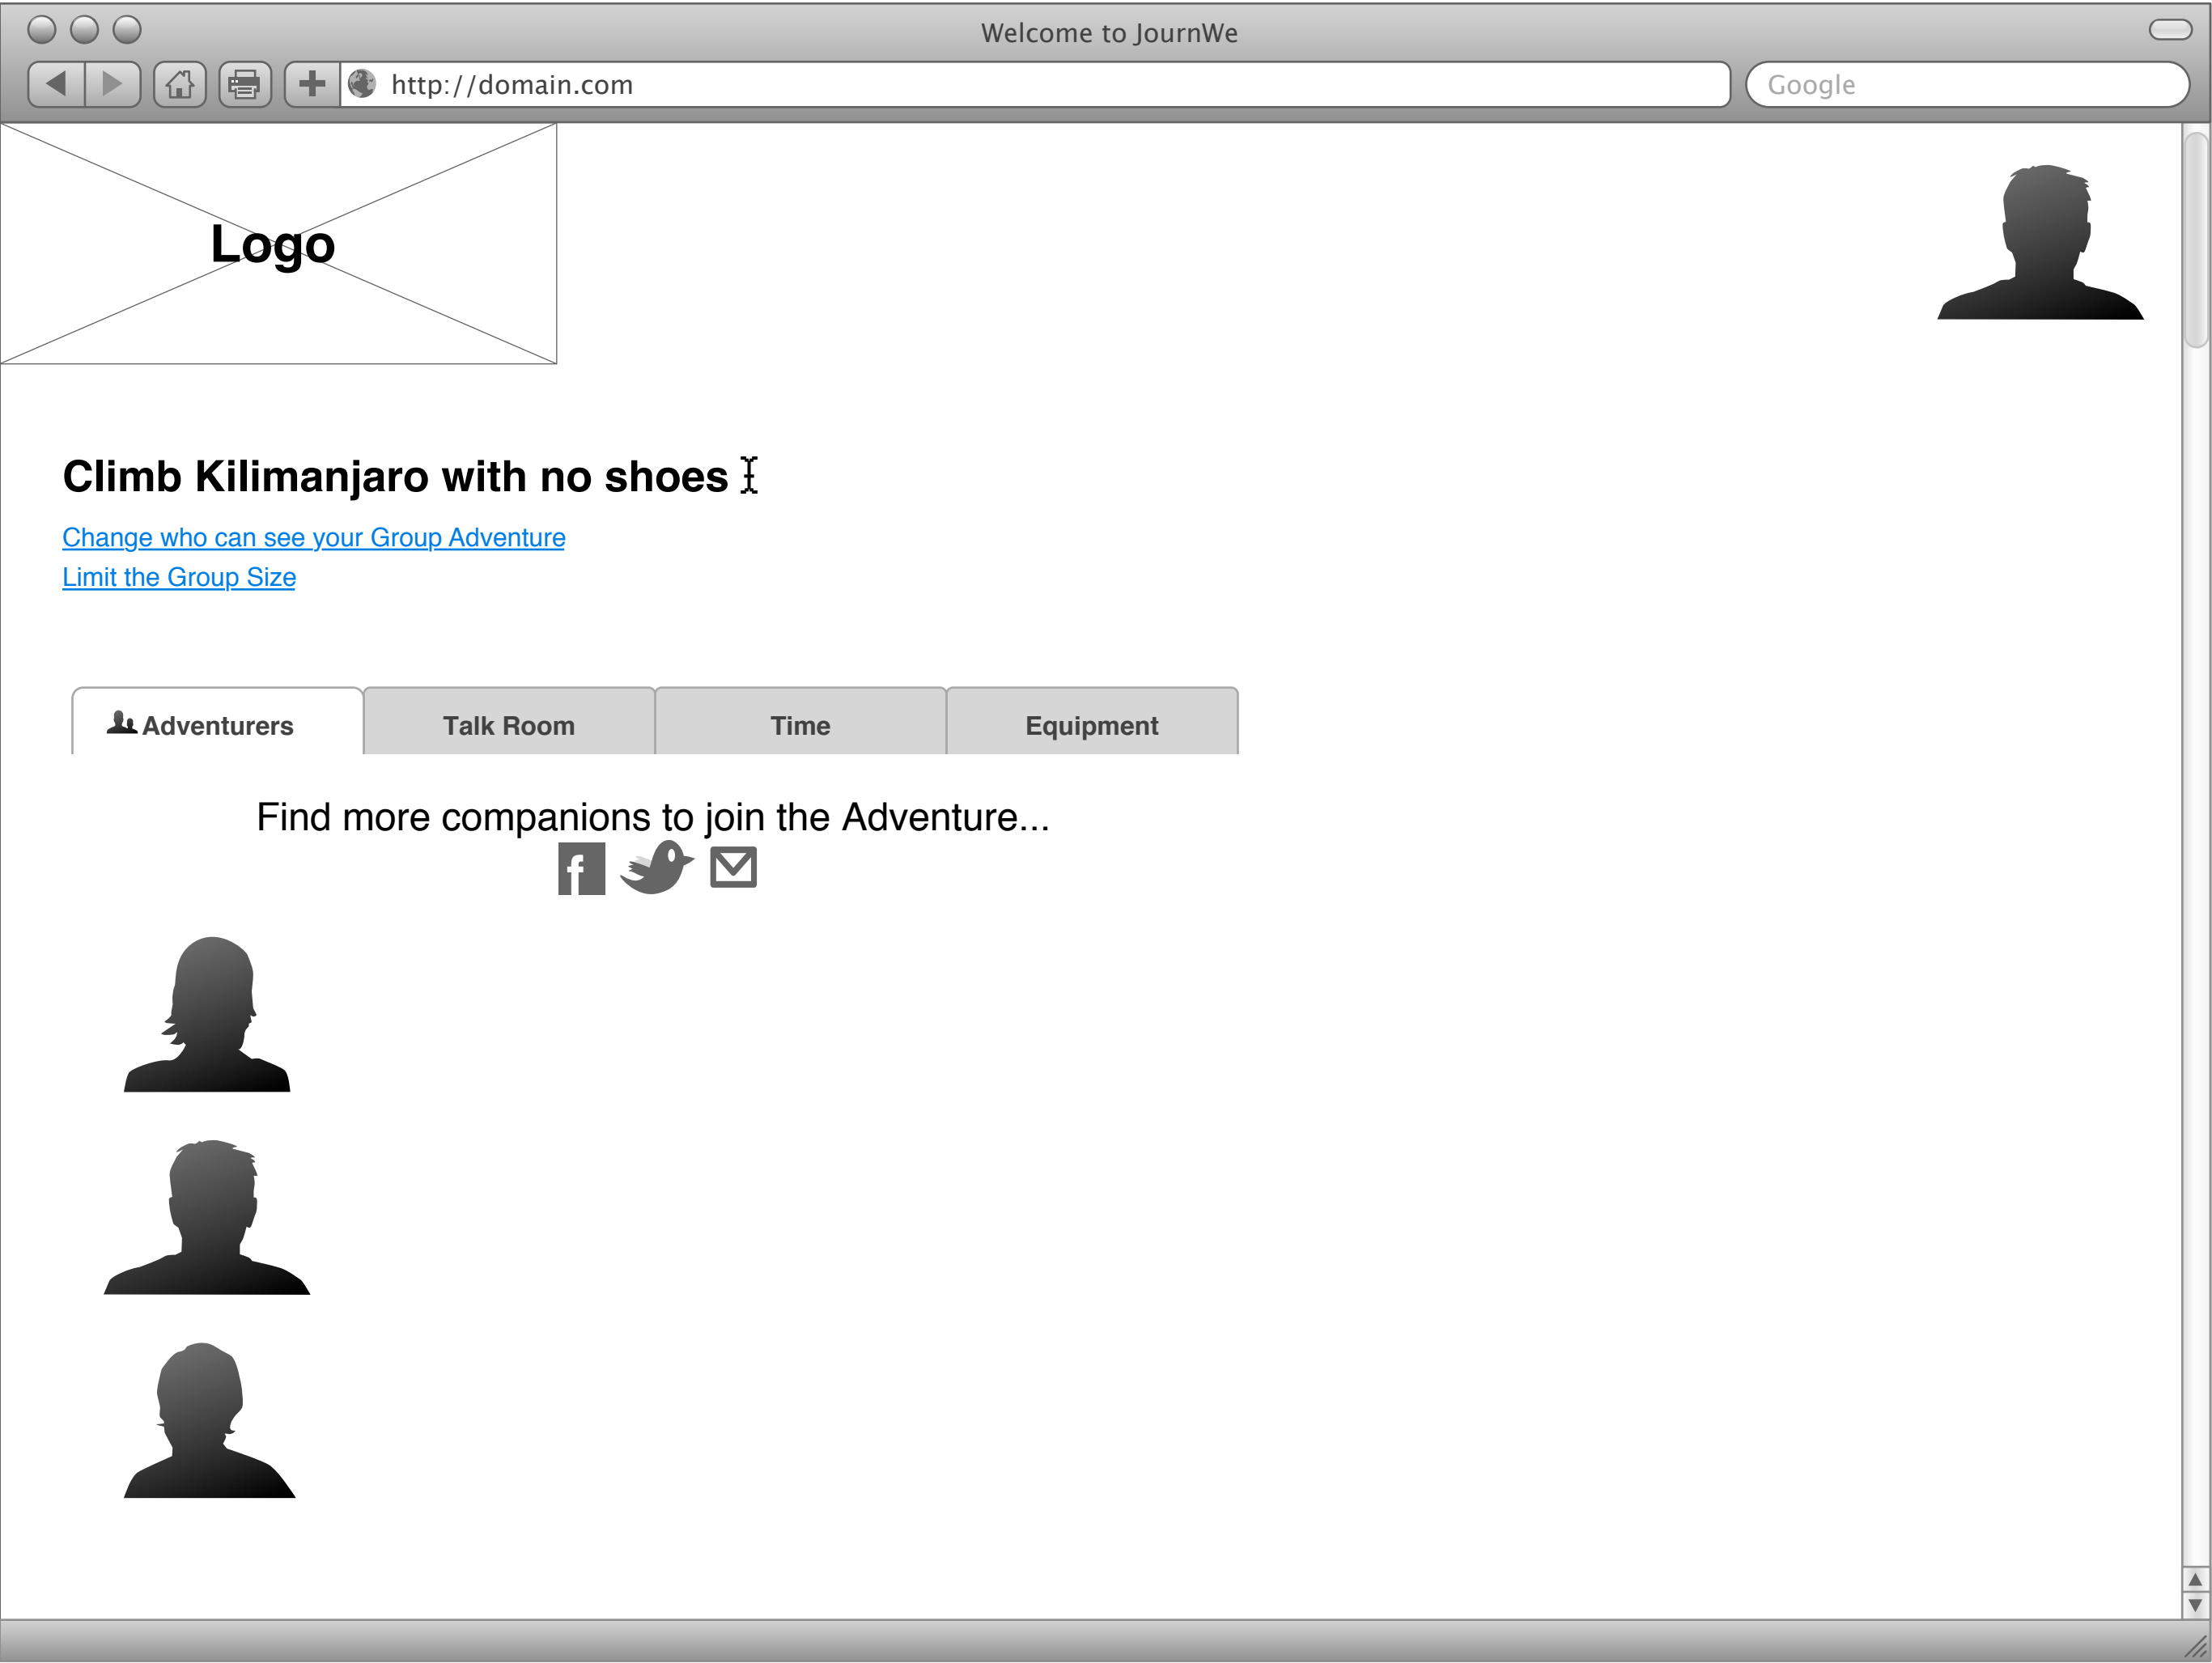 Welcome to JournWe
http://domain.com
Google
Logo
Climb Kilimanjaro with no shoes
Change who can see your Group Adventure
Limit the Group Size
Adventurers
Talk Room
Time
Equipment
Find more companions to join the Adventure...
f